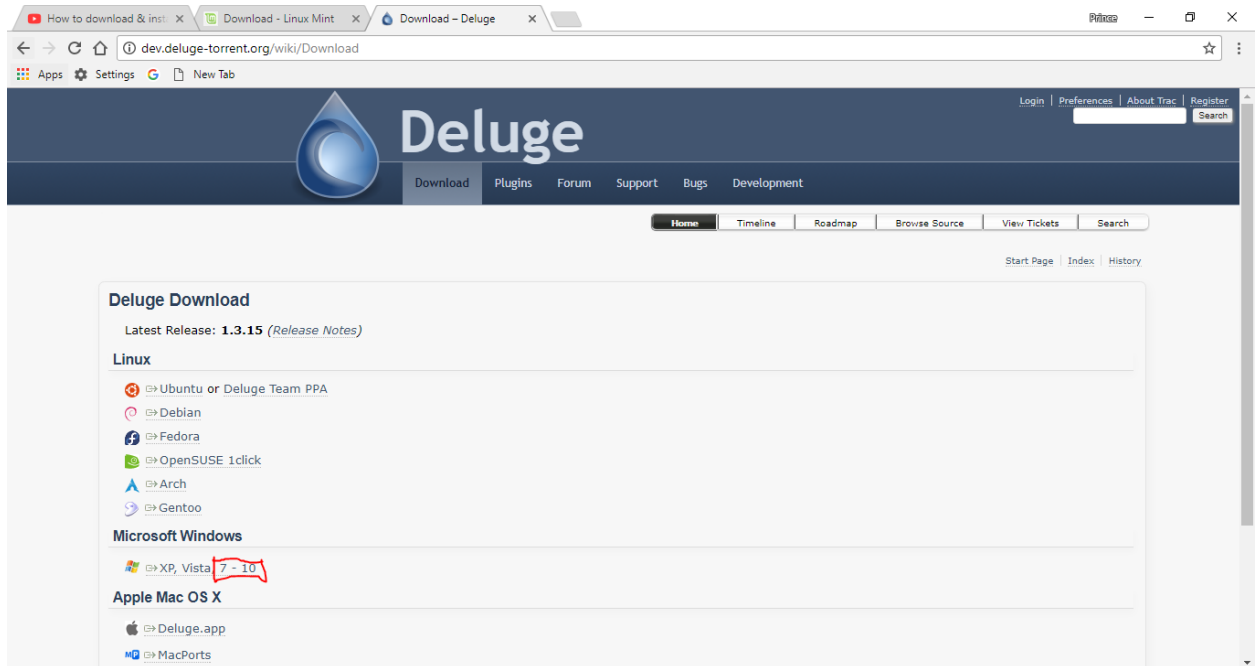 How to download & inst
Download - Linux Mint
Download – Deluge
Prince
dev.deluge-torrent.org/wiki/Download
Apps
Settings
New Tab
Login | Preferences | About Trac | Register
Search
Deluge
Download
Plugins
Forum
Support
Bugs
Development
Home
Timeline
Roadmap
Browse Source
View Tickets
Search
Start Page | Index | History
Deluge Download
Latest Release: 1.3.15 (Release Notes)
Linux
Ubuntu or Deluge Team PPA
Debian
Fedora
OpenSUSE 1click
Arch
Gentoo
Microsoft Windows
XP, Vista, 7 - 10
Apple Mac OS X
Deluge.app
MacPorts